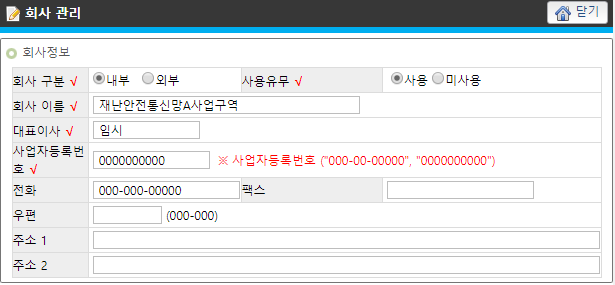 회사 관리 닫기
회사정보
회사 구분 √ 내부 외부 사용유무 √ 사용 미사용
회사 이름 √ 재난안전통신망A사업구역
대표이사 √ 임시
사업자등록번
호 √ 0000000000 ※ 사업자등록번호 ("000-00-00000", "0000000000")
전화 000-000-00000 팩스
우편 (000-000)
주소 1
주소 2